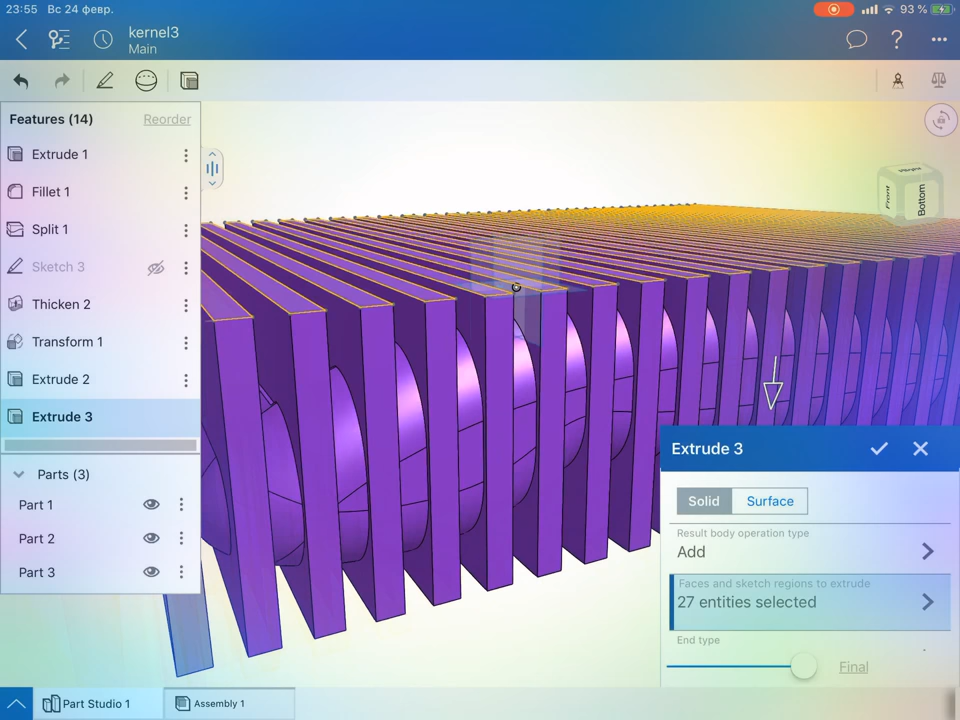 23:55 Вс 24 февр.
93 %
kernel3
Main
Features (14)
Reorder
Extrude 1
Fillet 1
Split 1
Sketch 3
Thicken 2
Transform 1
Extrude 2
Extrude 3
Parts (3)
Part 1
Part 2
Part 3
Front
Bottom
Extrude 3
Solid
Surface
Result body operation type
Add
Faces and sketch regions to extrude
27 entities selected
End type
Final
Part Studio 1
Assembly 1